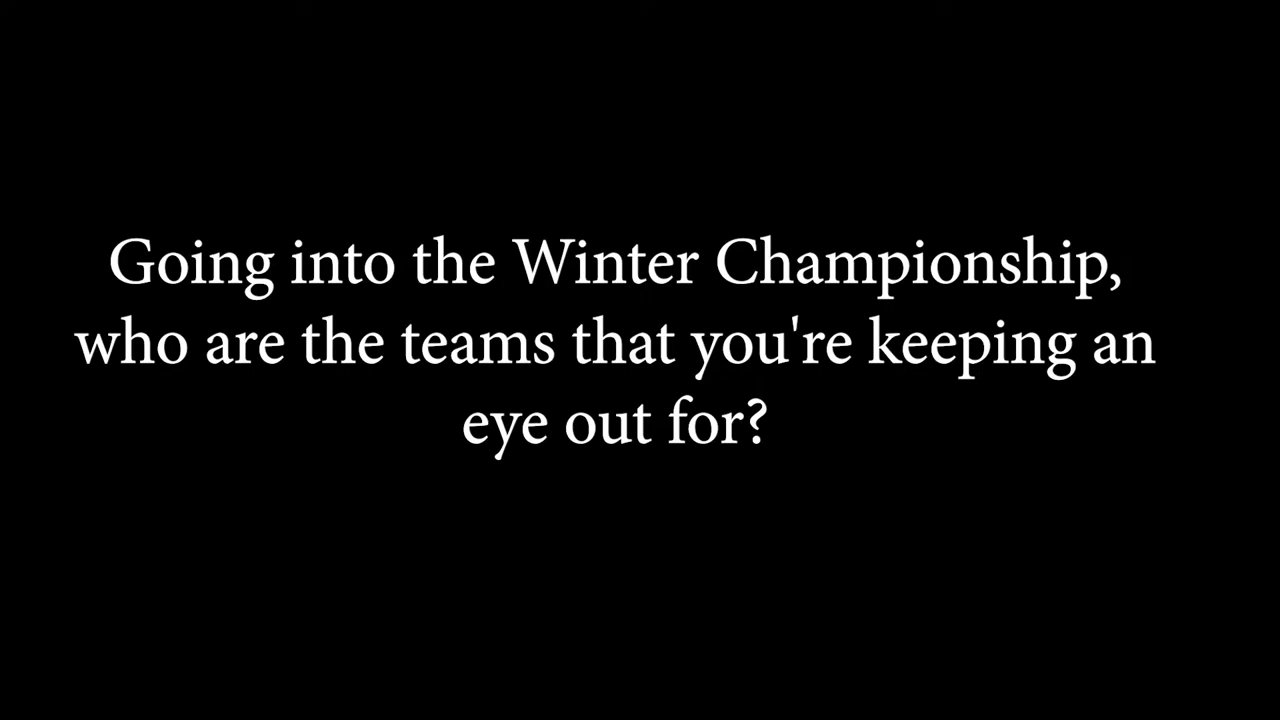 Going into the Winter Championship,
who are the teams that you're keeping an
eye out for?